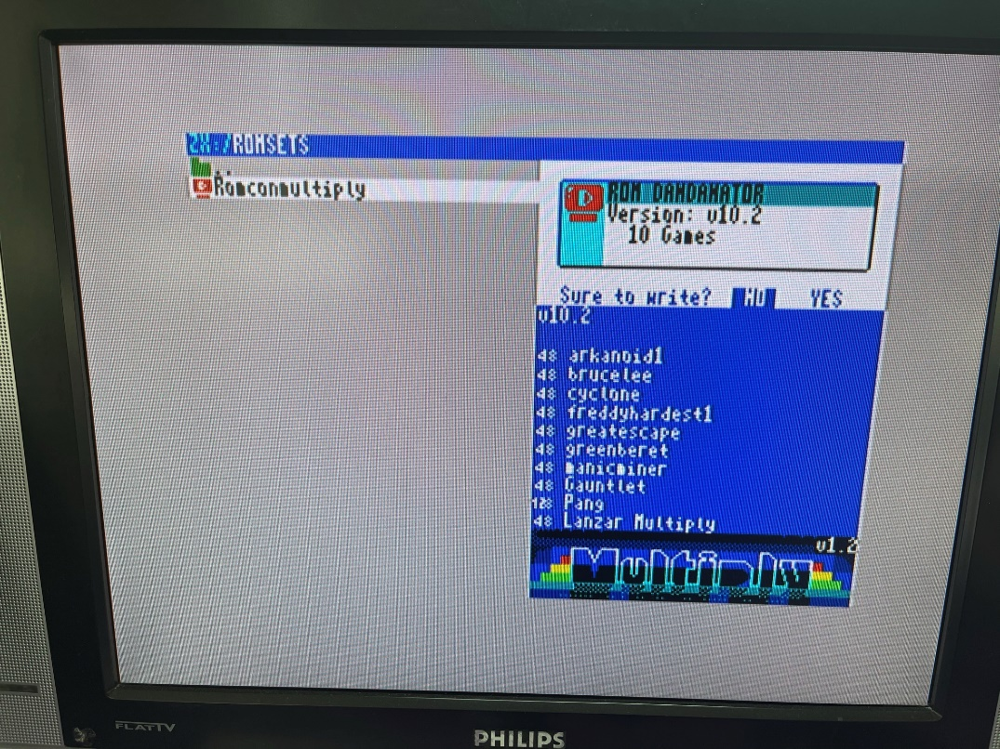 ZX:/ROMSETS
..
Romconmultiply
ROM DANDANATOR
Version: v10.2
10 Games
Sure to write? NO YES
v10.2
48 arkanoid1
48 brucelee
48 cyclone
48 freddyhardest1
48 greatescape
48 greenberet
48 manicminer
48 Gauntlet
128 Pang
48 Lanzar Multiply
v1.2
Multiply
FLATTV
PHILIPS